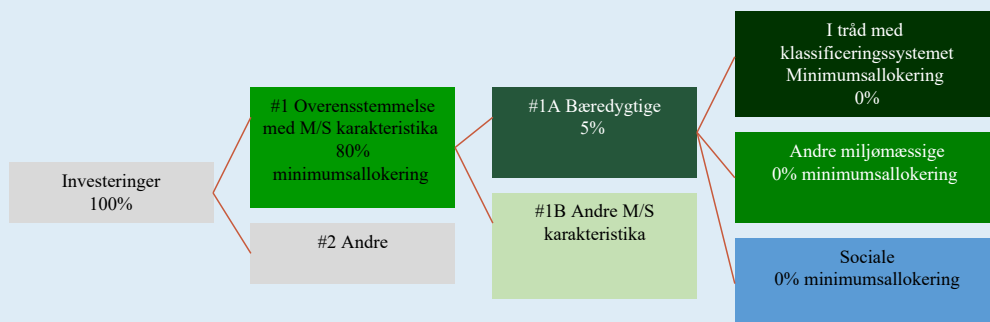 Investeringer
100%
#1 Overensstemmelse
med M/S karakteristika
80%
minimumsallokering
#2 Andre
#1A Bæredygtige
5%
#1B Andre M/S
karakteristika
I tråd med
klassificeringssystemet
Minimumsallokering
0%
Andre miljømæssige
0% minimumsallokering
Sociale
0% minimumsallokering